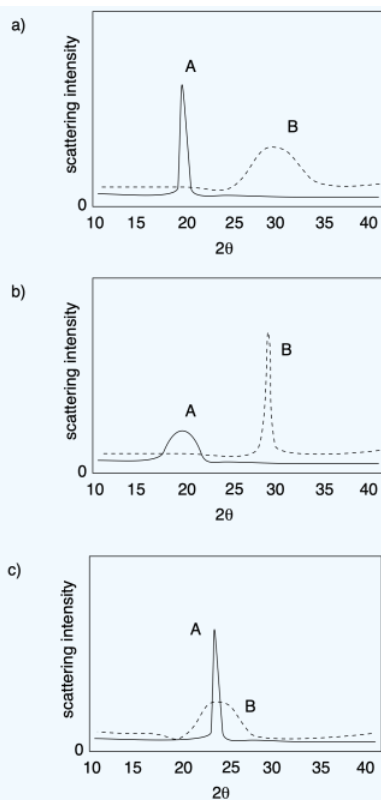 a)
scattering intensity
A
B
0
10 15 20 25 30 35 40
2θ
b)
scattering intensity
A
B
0
10 15 20 25 30 35 40
2θ
c)
scattering intensity
A
B
0
10 15 20 25 30 35 40
2θ